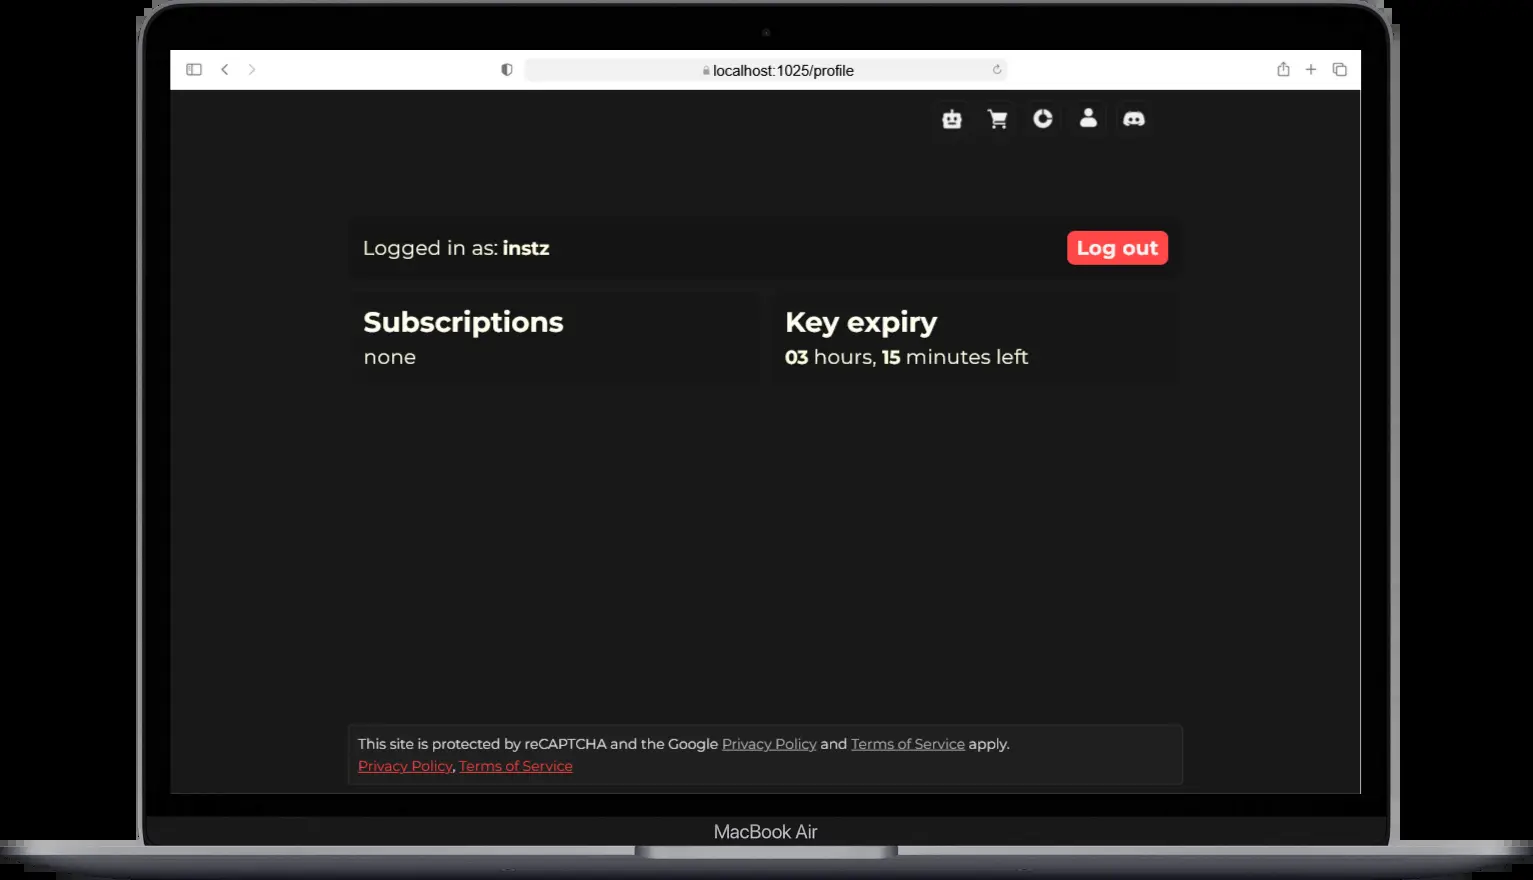 localhost:1025/profile
Logged in as: instz
Log out
Subscriptions
none
Key expiry
03 hours, 15 minutes left
This site is protected by reCAPTCHA and the Google Privacy Policy and Terms of Service apply.
Privacy Policy, Terms of Service
MacBook Air